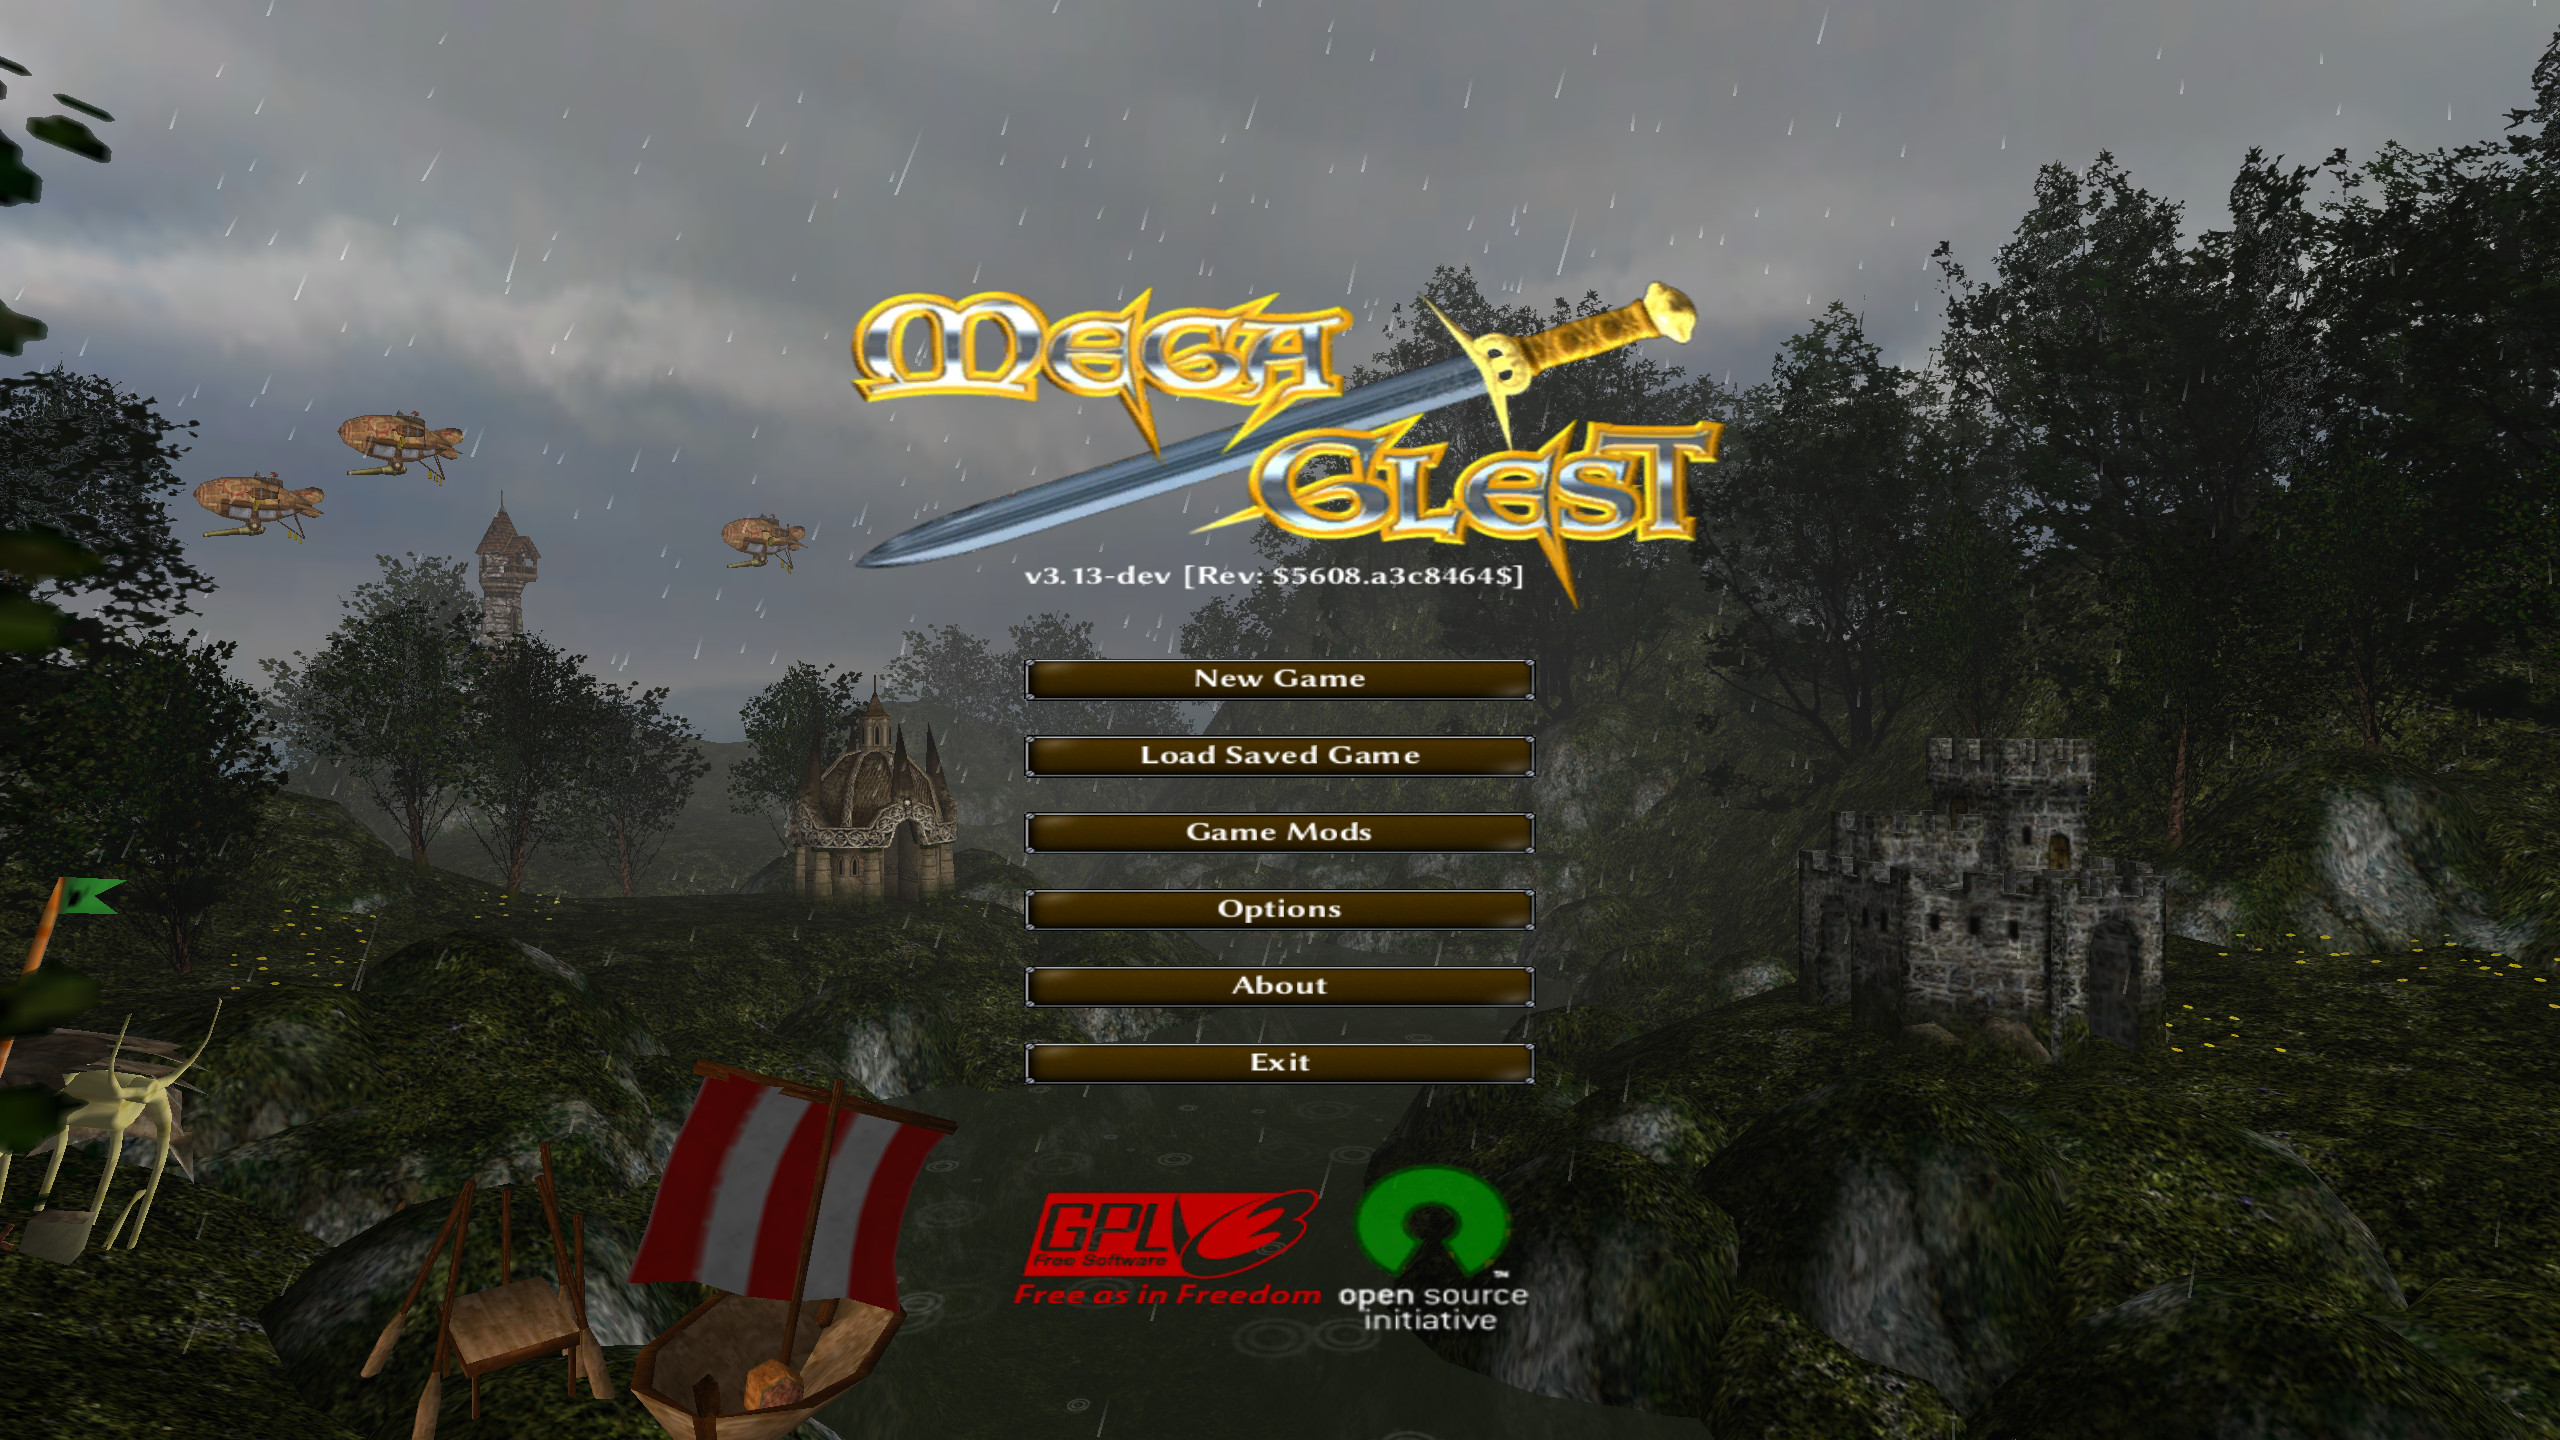 MEGA
GLEST
v3.13-dev [Rev: $5608.a3c8464$]
New Game
Load Saved Game
Game Mods
Options
About
Exit
GPLv3
Free Software
Free as in Freedom
TM
open source
initiative